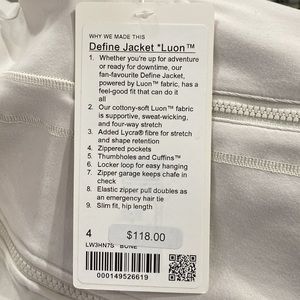 WHY WE MADE THIS
Define Jacket *Luon™
1. Whether you're up for adventure
or ready for downtime, our
fan-favourite Define Jacket,
powered by Luon™ fabric, has a
feel-good fit that can do it
all
2. Our cottony-soft Luon™ fabric
is supportive, sweat-wicking,
and four-way stretch
3. Added Lycra® fibre for stretch
and shape retention
4. Zippered pockets
5. Thumbholes and Cuffins™
6. Locker loop for easy hanging
7. Zipper garage keeps chafe in
check
8. Elastic zipper pull doubles as
an emergency hair tie
9. Slim fit, hip length
4
$118.00
LW3HN7S BONE
000149526619